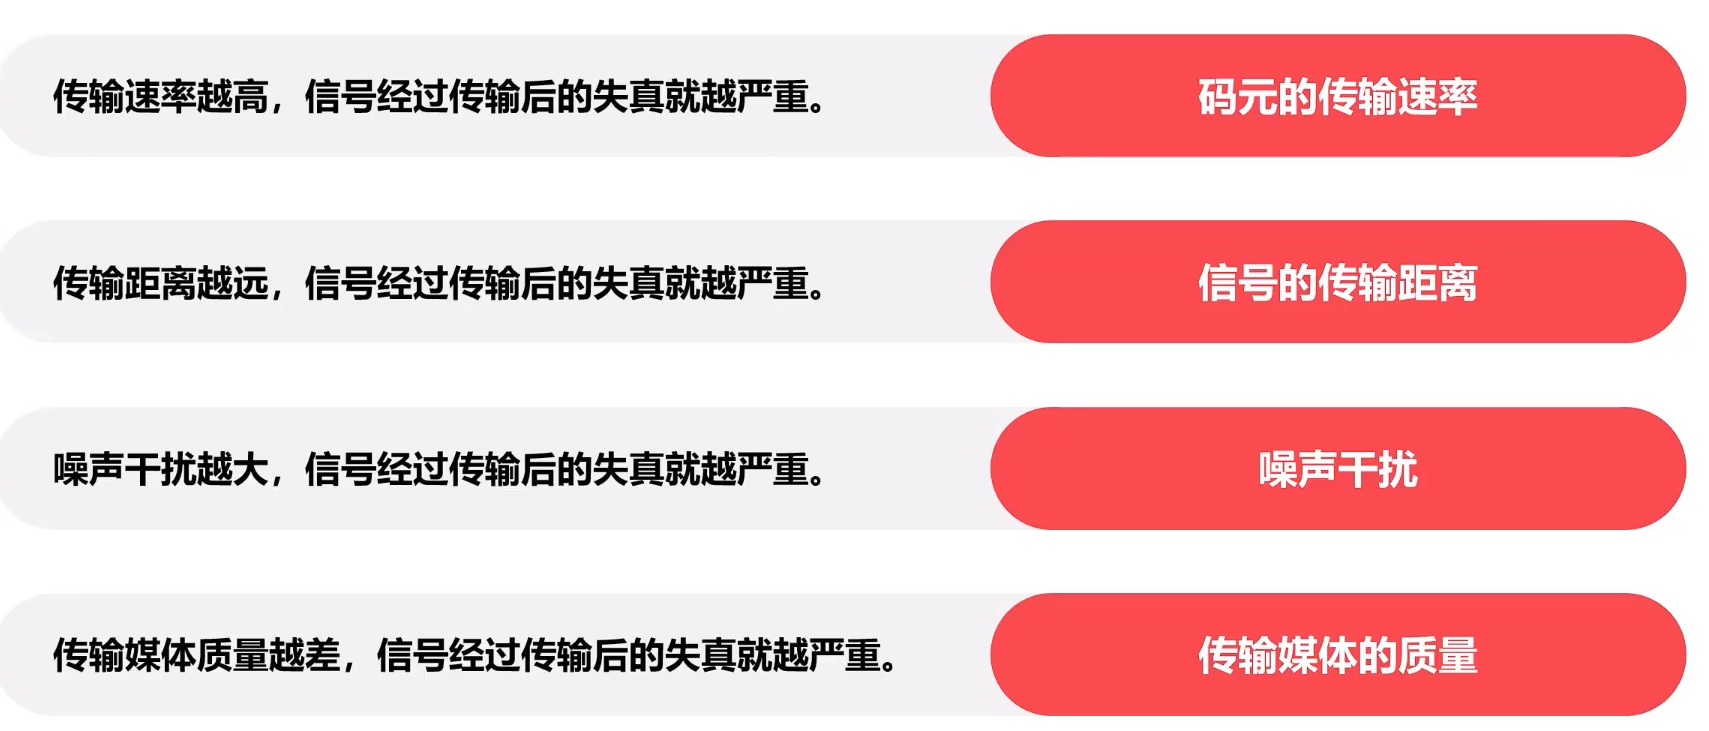 传输速率越高，信号经过传输后的失真就越严重。
码元的传输速率
传输距离越远，信号经过传输后的失真就越严重。
信号的传输距离
噪声干扰越大，信号经过传输后的失真就越严重。
噪声干扰
传输媒体质量越差，信号经过传输后的失真就越严重。
传输媒体的质量